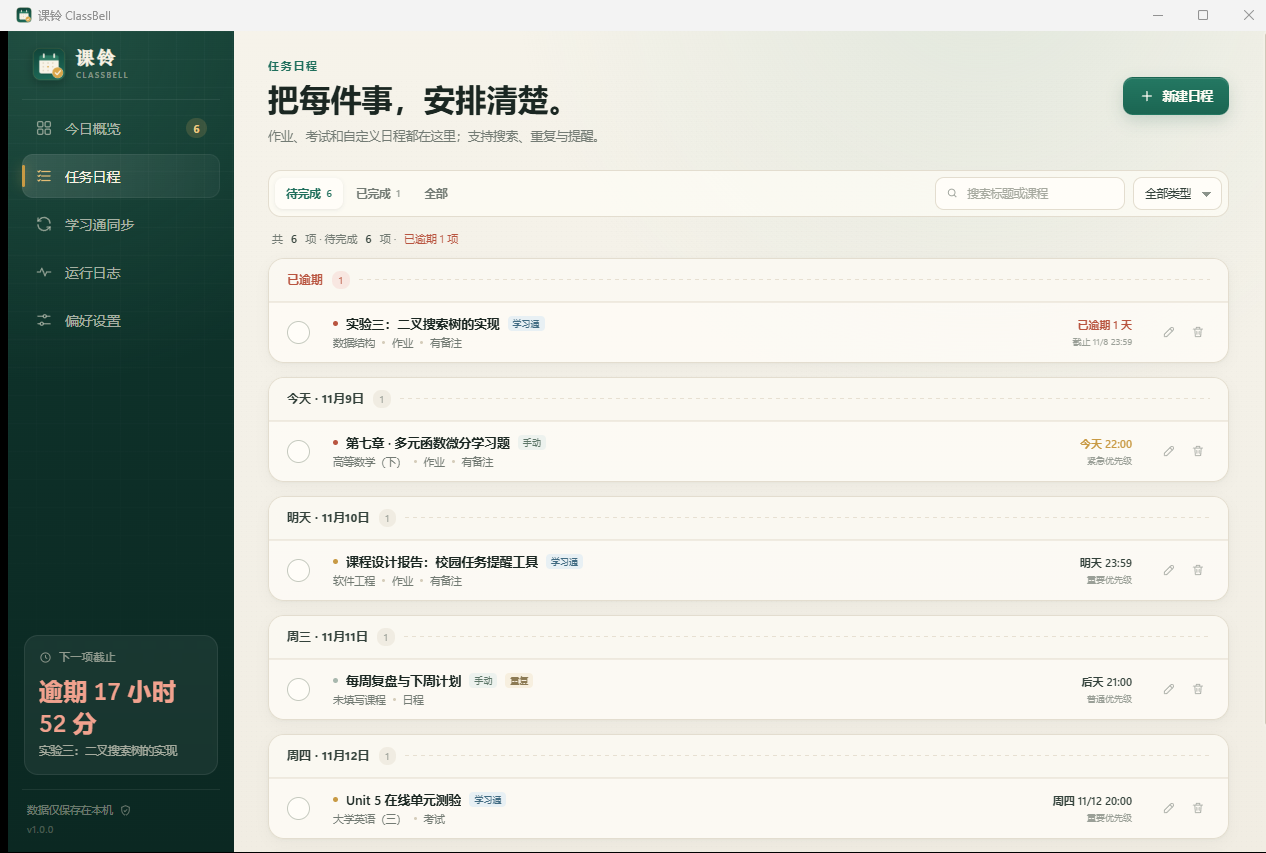 课铃 ClassBell
课铃
CLASSBELL
今日概览 6
任务日程
学习通同步
运行日志
偏好设置
下一项截止
逾期 17 小时
52 分
实验三：二叉搜索树的实现
数据仅保存在本机
v1.0.0
任务日程
把每件事，安排清楚。
作业、考试和自定义日程都在这里；支持搜索、重复与提醒。
+ 新建日程
待完成 6 已完成 1 全部 搜索标题或课程 全部类型
共 6 项 · 待完成 6 项 · 已逾期 1 项
已逾期 1
实验三：二叉搜索树的实现 学习通 已逾期 1 天
数据结构 • 作业 • 有备注 截止 11/8 23:59
今天 · 11月9日 1
第七章 · 多元函数微分学习题 手动 今天 22:00
高等数学（下） • 作业 • 有备注 紧急优先级
明天 · 11月10日 1
课程设计报告：校园任务提醒工具 学习通 明天 23:59
软件工程 • 作业 • 有备注 重要优先级
周三 · 11月11日 1
每周复盘与下周计划 手动 重复 后天 21:00
未填写课程 • 日程 普通优先级
周四 · 11月12日 1
Unit 5 在线单元测验 学习通 周四 11/12 20:00
大学英语（三） • 考试 重要优先级